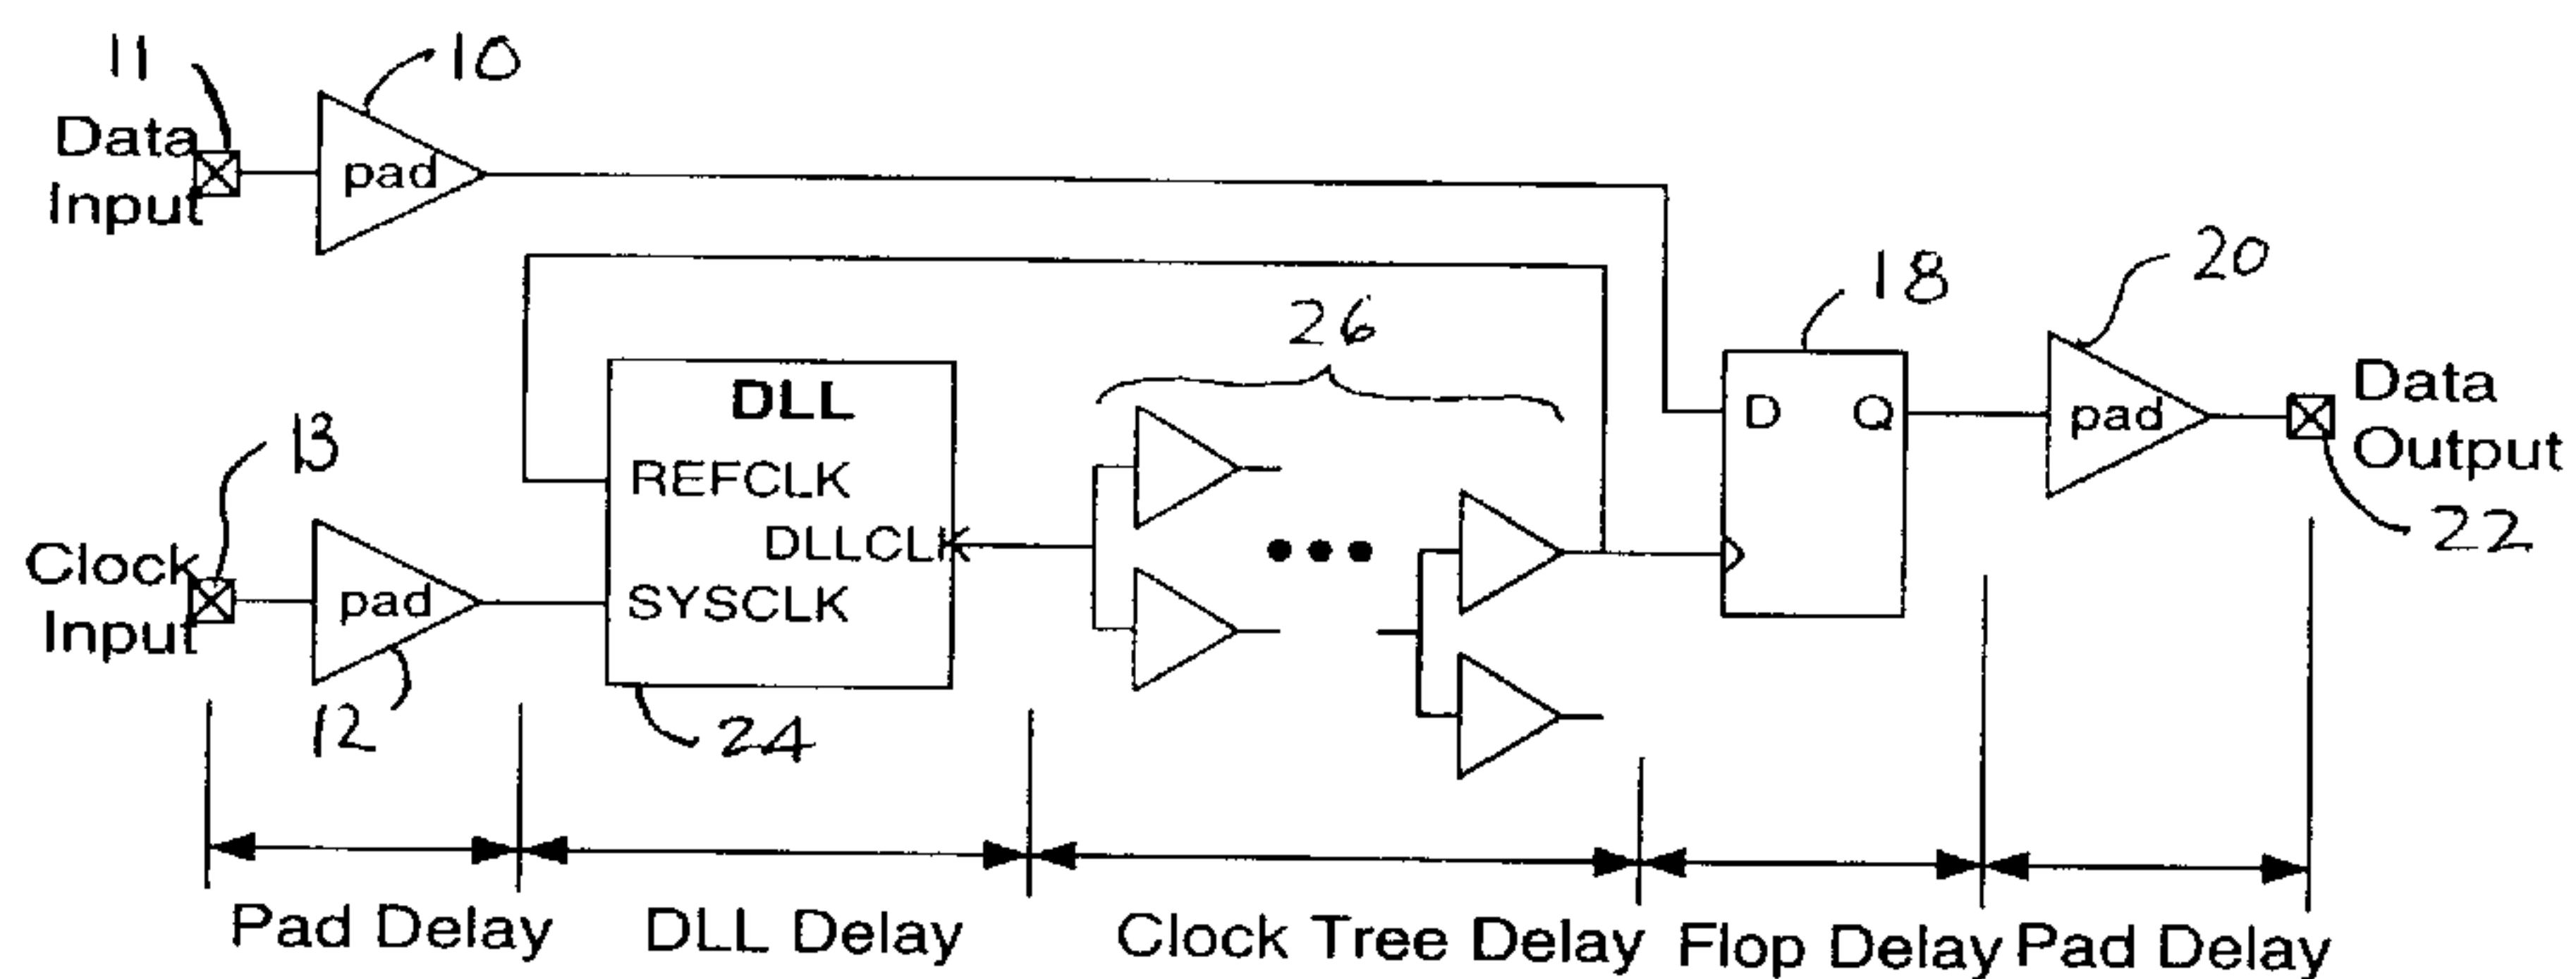 11
10
Data
Input
pad
26
18
20
DLL
REFCLK
DLLCLK
SYSCLK
D Q
pad
Data
Output
22
13
Clock
Input
pad
12
24
Pad Delay
DLL Delay
Clock Tree Delay
Flop Delay
Pad Delay